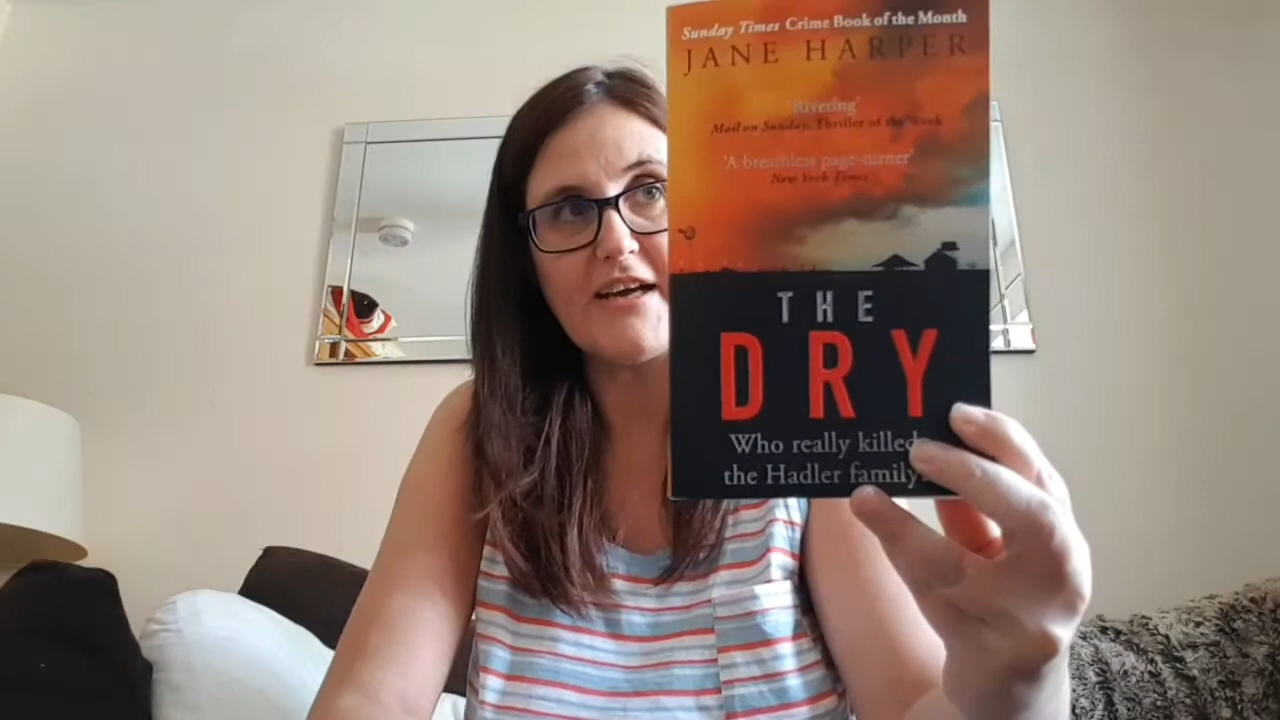 Sunday Times Crime Book of the Month
JANE HARPER
'Riveting'
Mail on Sunday, Thriller of the Week
'A breathless page-turner'
New York Times
THE
DRY
Who really killed
the Hadler family?